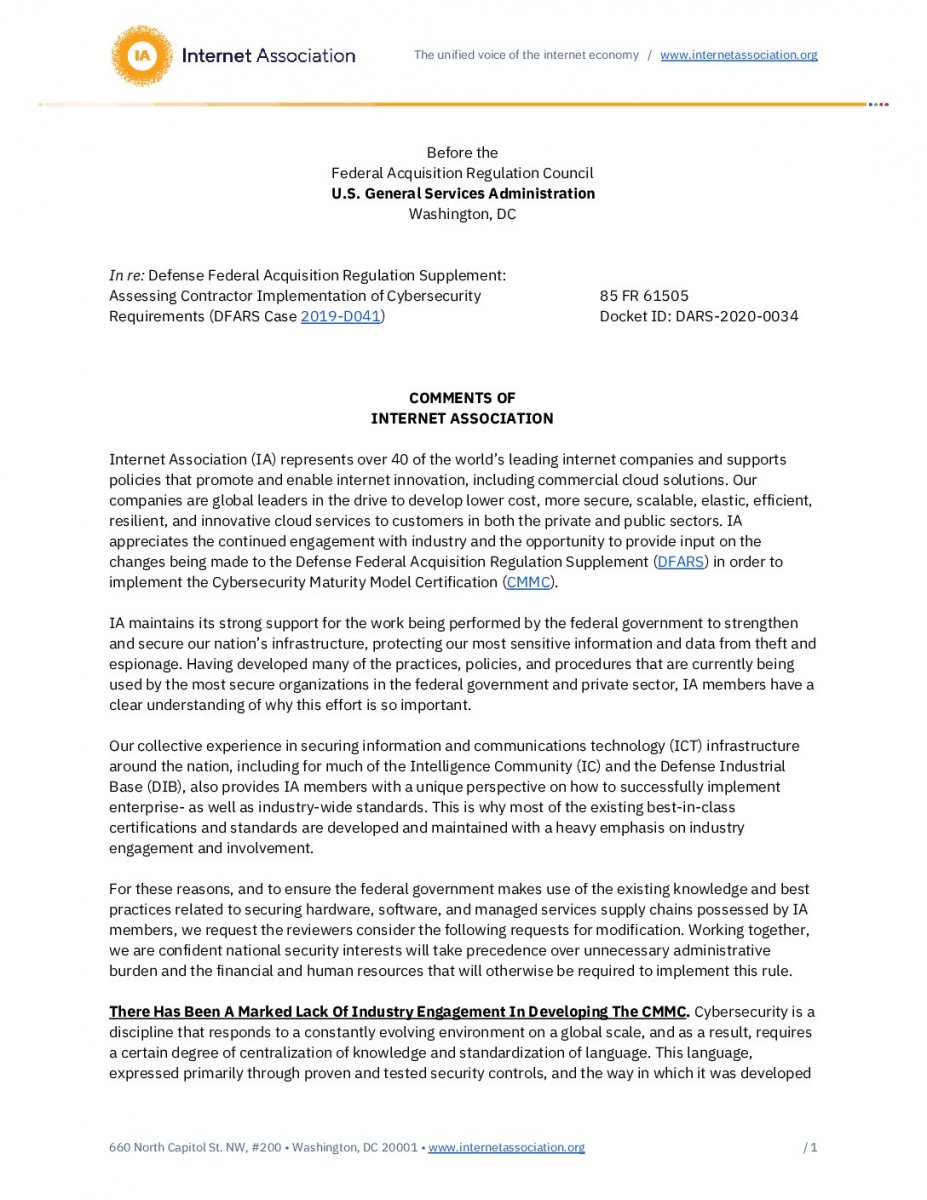 IA Internet Association The unified voice of the internet economy / www.internetassociation.org
Before the
Federal Acquisition Regulation Council
U.S. General Services Administration
Washington, DC
In re: Defense Federal Acquisition Regulation Supplement:
Assessing Contractor Implementation of Cybersecurity 85 FR 61505
Requirements (DFARS Case 2019-D041) Docket ID: DARS-2020-0034
COMMENTS OF
INTERNET ASSOCIATION
Internet Association (IA) represents over 40 of the world's leading internet companies and supports
policies that promote and enable internet innovation, including commercial cloud solutions. Our
companies are global leaders in the drive to develop lower cost, more secure, scalable, elastic, efficient,
resilient, and innovative cloud services to customers in both the private and public sectors. IA
appreciates the continued engagement with industry and the opportunity to provide input on the
changes being made to the Defense Federal Acquisition Regulation Supplement (DFARS) in order to
implement the Cybersecurity Maturity Model Certification (CMMC).
IA maintains its strong support for the work being performed by the federal government to strengthen
and secure our nation's infrastructure, protecting our most sensitive information and data from theft and
espionage. Having developed many of the practices, policies, and procedures that are currently being
used by the most secure organizations in the federal government and private sector, IA members have a
clear understanding of why this effort is so important.
Our collective experience in securing information and communications technology (ICT) infrastructure
around the nation, including for much of the Intelligence Community (IC) and the Defense Industrial
Base (DIB), also provides IA members with a unique perspective on how to successfully implement
enterprise- as well as industry-wide standards. This is why most of the existing best-in-class
certifications and standards are developed and maintained with a heavy emphasis on industry
engagement and involvement.
For these reasons, and to ensure the federal government makes use of the existing knowledge and best
practices related to securing hardware, software, and managed services supply chains possessed by IA
members, we request the reviewers consider the following requests for modification. Working together,
we are confident national security interests will take precedence over unnecessary administrative
burden and the financial and human resources that will otherwise be required to implement this rule.
There Has Been A Marked Lack Of Industry Engagement In Developing The CMMC. Cybersecurity is a
discipline that responds to a constantly evolving environment on a global scale, and as a result, requires
a certain degree of centralization of knowledge and standardization of language. This language,
expressed primarily through proven and tested security controls, and the way in which it was developed
660 North Capitol St. NW, #200 • Washington, DC 20001 • www.internetassociation.org / 1